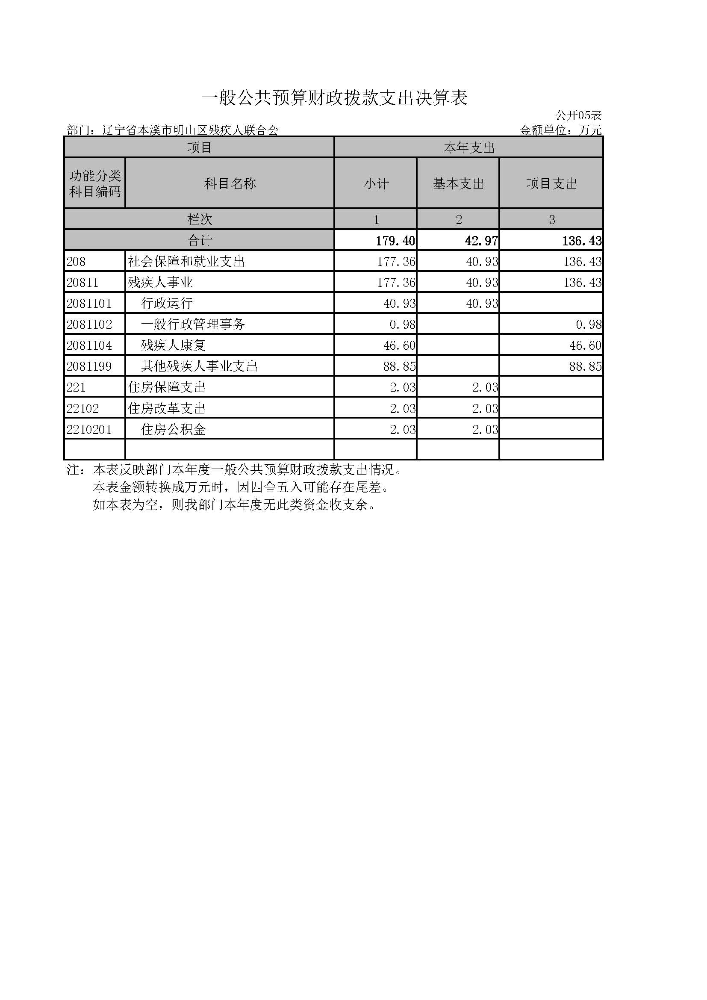 一般公共预算财政拨款支出决算表
公开05表
部门：辽宁省本溪市明山区残疾人联合会 金额单位：万元
项目 本年支出
功能分类
科目编码 科目名称 小计 基本支出 项目支出
栏次 1 2 3
合计 179.40 42.97 136.43
208 社会保障和就业支出 177.36 40.93 136.43
20811 残疾人事业 177.36 40.93 136.43
2081101 行政运行 40.93 40.93
2081102 一般行政管理事务 0.98 0.98
2081104 残疾人康复 46.60 46.60
2081199 其他残疾人事业支出 88.85 88.85
221 住房保障支出 2.03 2.03
22102 住房改革支出 2.03 2.03
2210201 住房公积金 2.03 2.03
注：本表反映部门本年度一般公共预算财政拨款支出情况。
本表金额转换成万元时，因四舍五入可能存在尾差。
如本表为空，则我部门本年度无此类资金收支余。